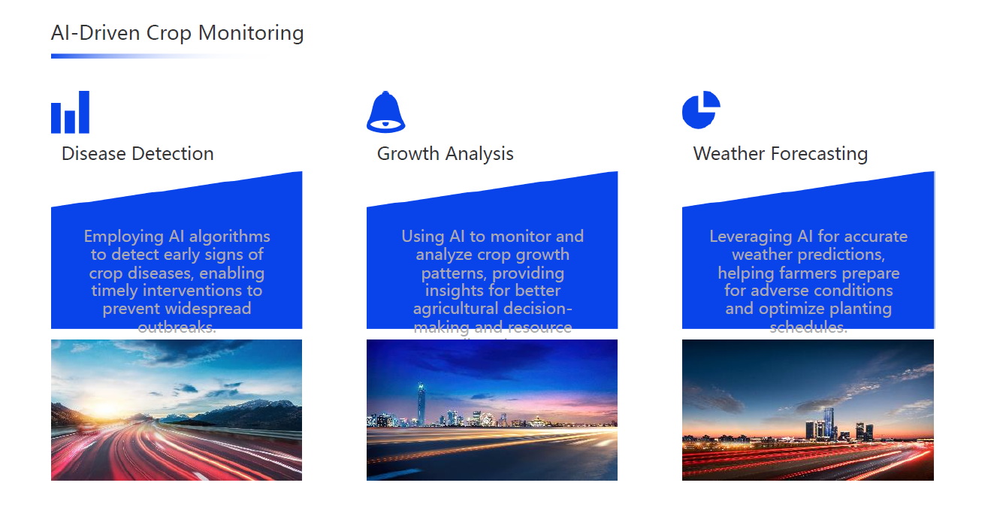 AI-Driven Crop Monitoring
Disease Detection
Employing AI algorithms
to detect early signs of
crop diseases, enabling
timely interventions to
prevent widespread
outbreaks.
Growth Analysis
Using AI to monitor and
analyze crop growth
patterns, providing
insights for better
agricultural decision-
making and resource
Weather Forecasting
Leveraging AI for accurate
weather predictions,
helping farmers prepare
for adverse conditions
and optimize planting
schedules.